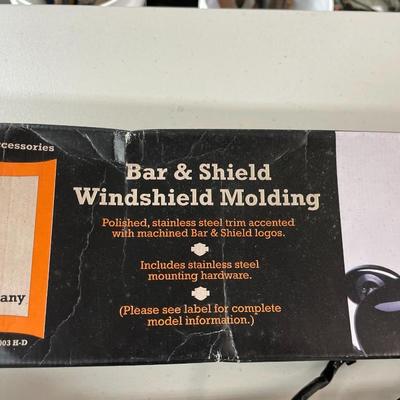 ccessories
Bar & Shield
Windshield Molding
Polished, stainless steel trim accented
with machined Bar & Shield logos.
Includes stainless steel
mounting hardware.
(Please see label for complete
model information.)
any
003 H-D